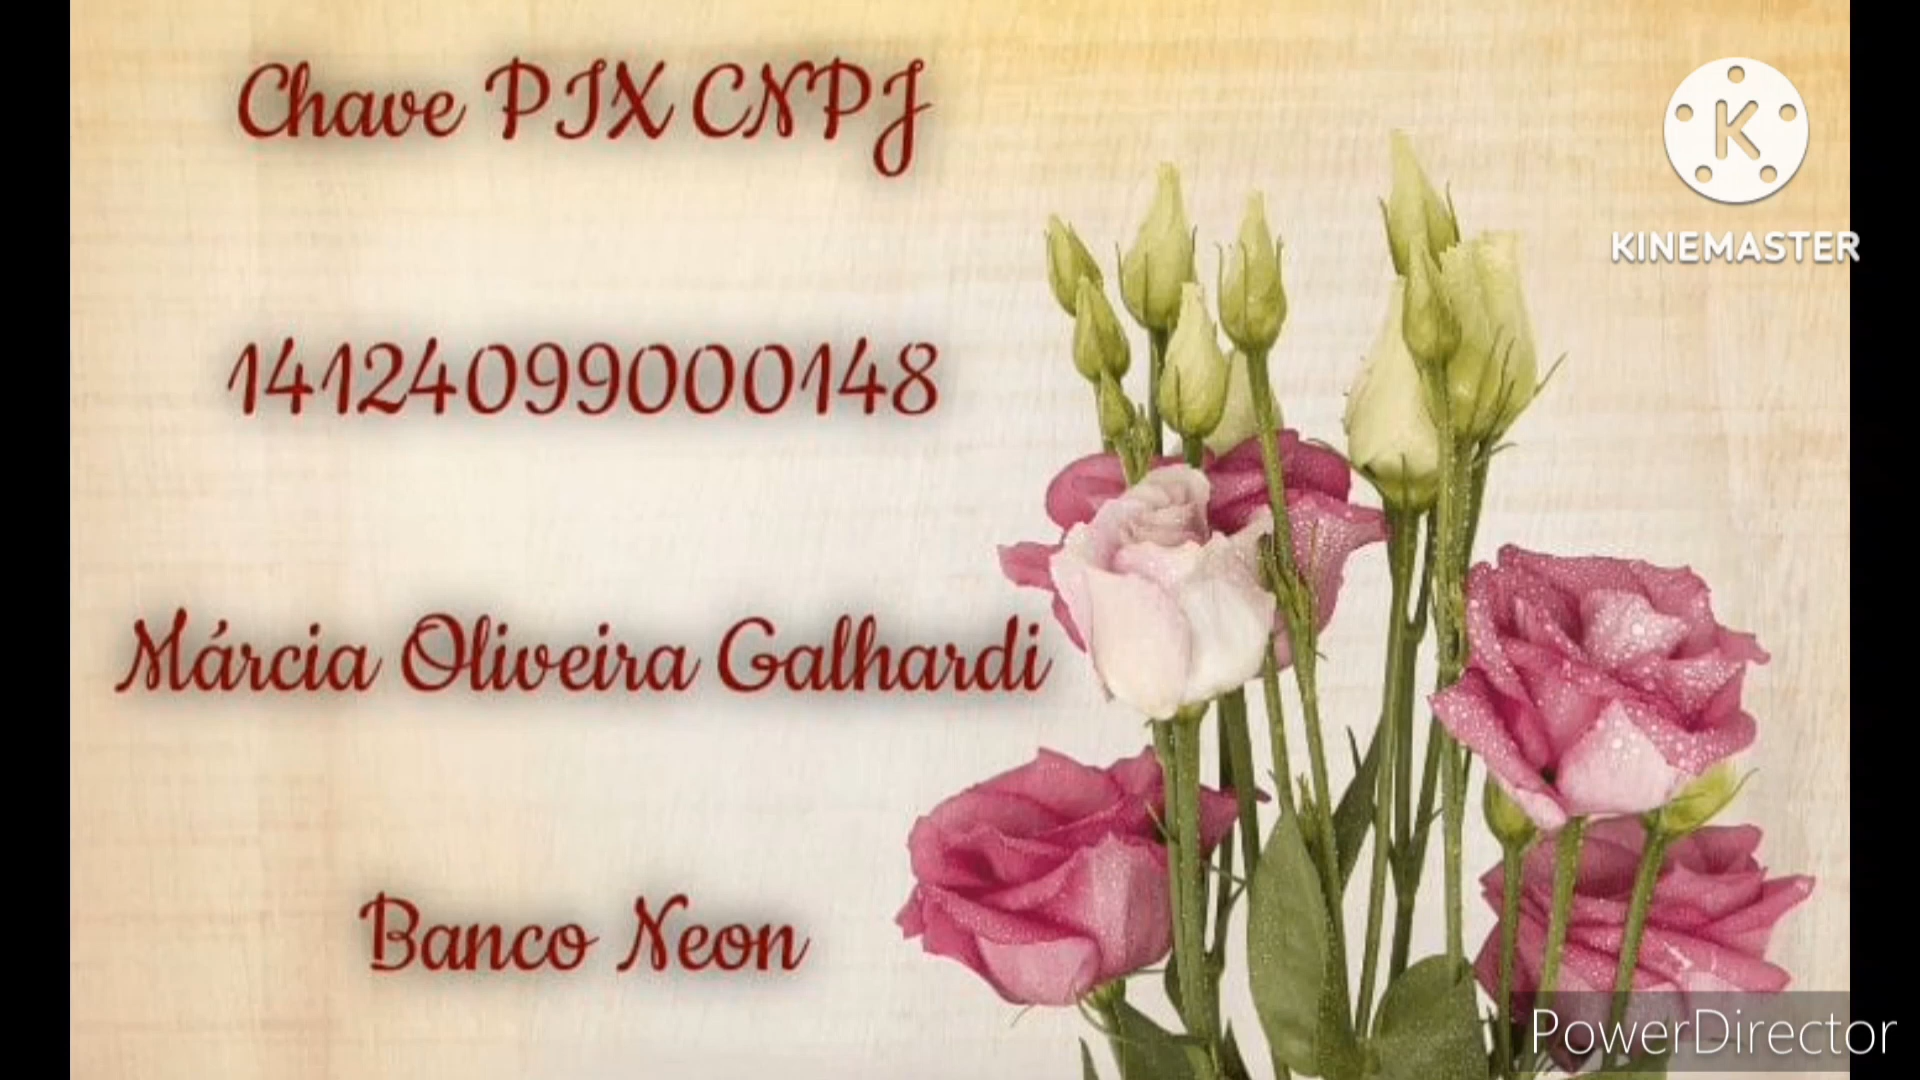 Chave PIX CNPJ
14124099000148
Márcia Oliveira Galhardi
Banco Neon
K
KINEMASTER
PowerDirector